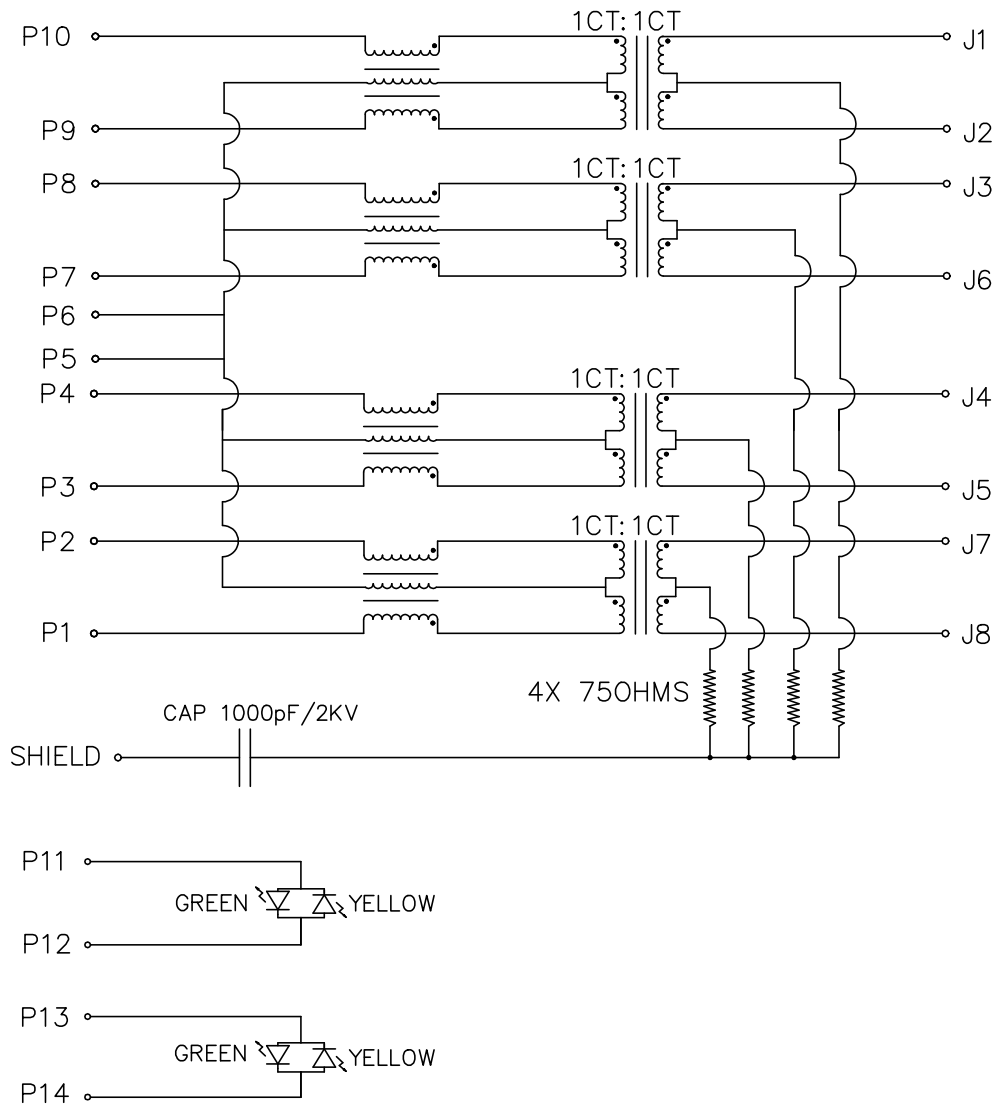 1CT: 1CT
P10 J1
P9 J2
1CT: 1CT
P8 J3
P7 J6
P6
P5
1CT: 1CT
P4 J4
P3 J5
1CT: 1CT
P2 J7
P1 J8
4X 75OHMS
CAP 1000pF/2KV
SHIELD
P11
GREEN YELLOW
P12
P13
GREEN YELLOW
P14